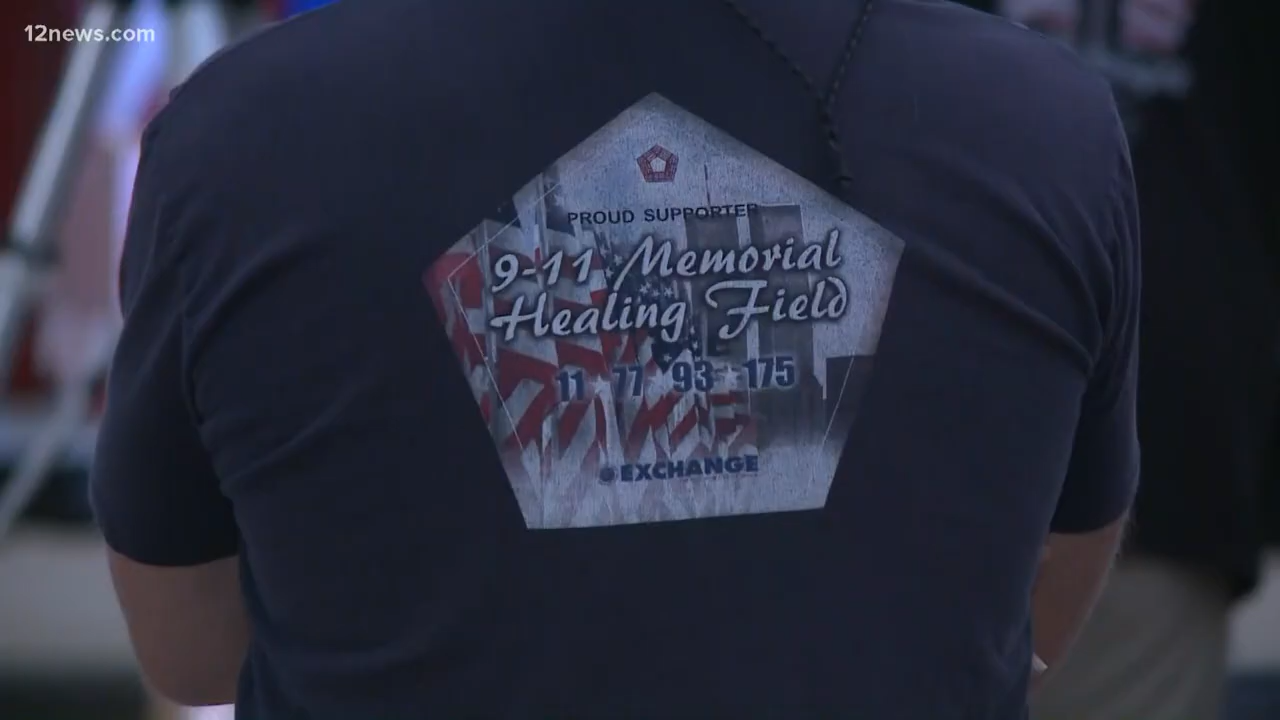 12news.com
PROUD SUPPORTER
9-11 Memorial
Healing Field
11 77 93 175
EXCHANGE